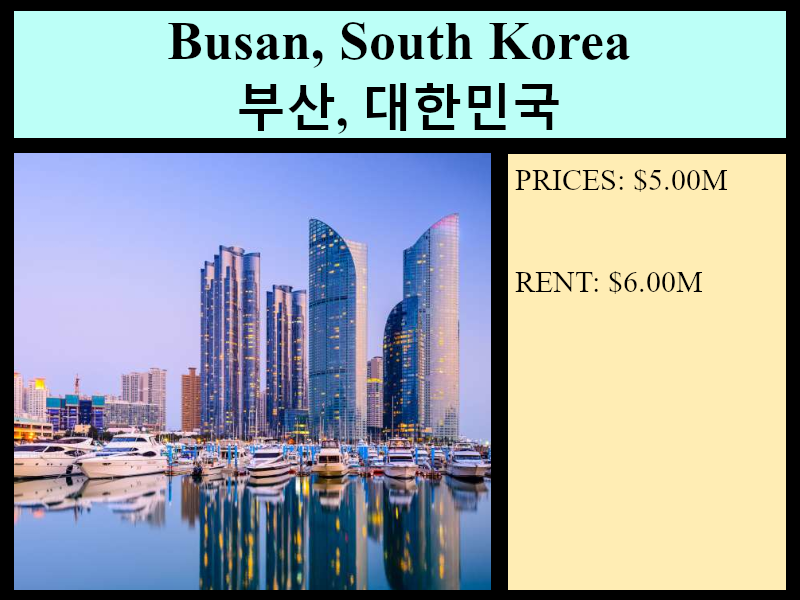 Busan, South Korea
부산, 대한민국
PRICES: $5.00M
RENT: $6.00M